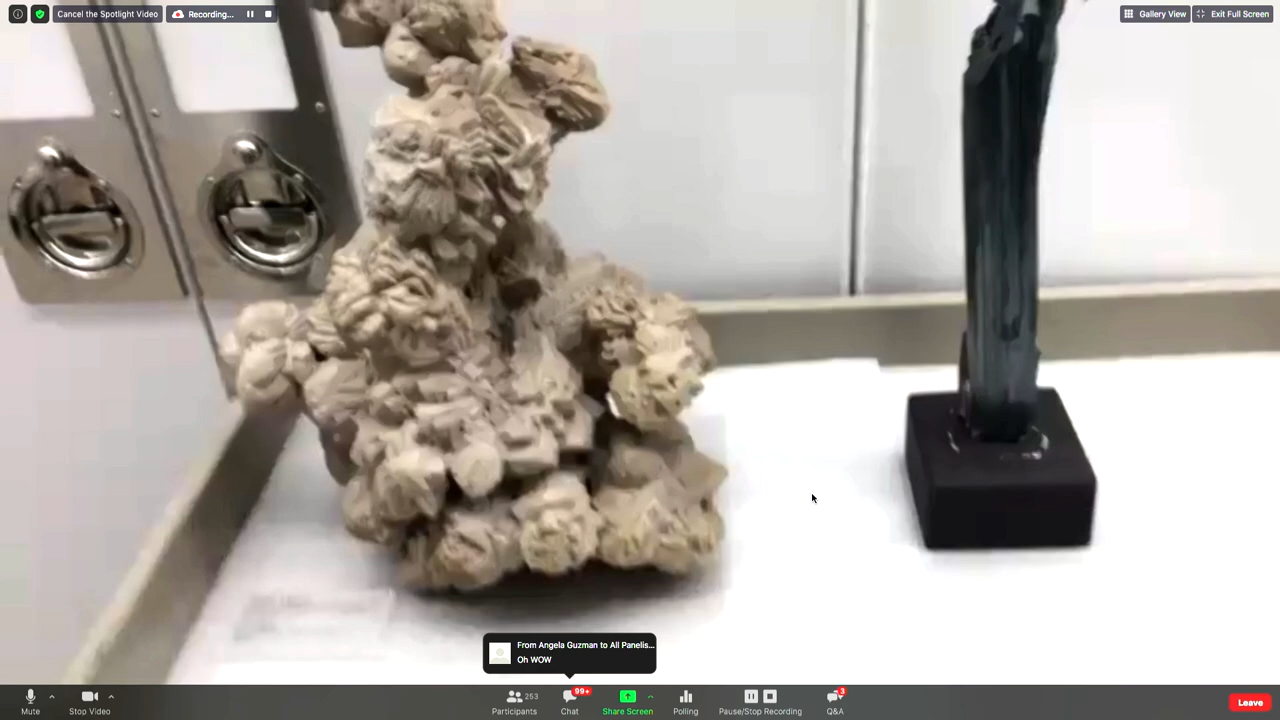 Cancel the Spotlight Video
Recording...
Gallery View
Exit Full Screen
From Angela Guzman to All Panelis...
Oh WOW
Mute
Stop Video
Participants
253
Chat
99+
Share Screen
Polling
Pause/Stop Recording
Q&A
3
Leave